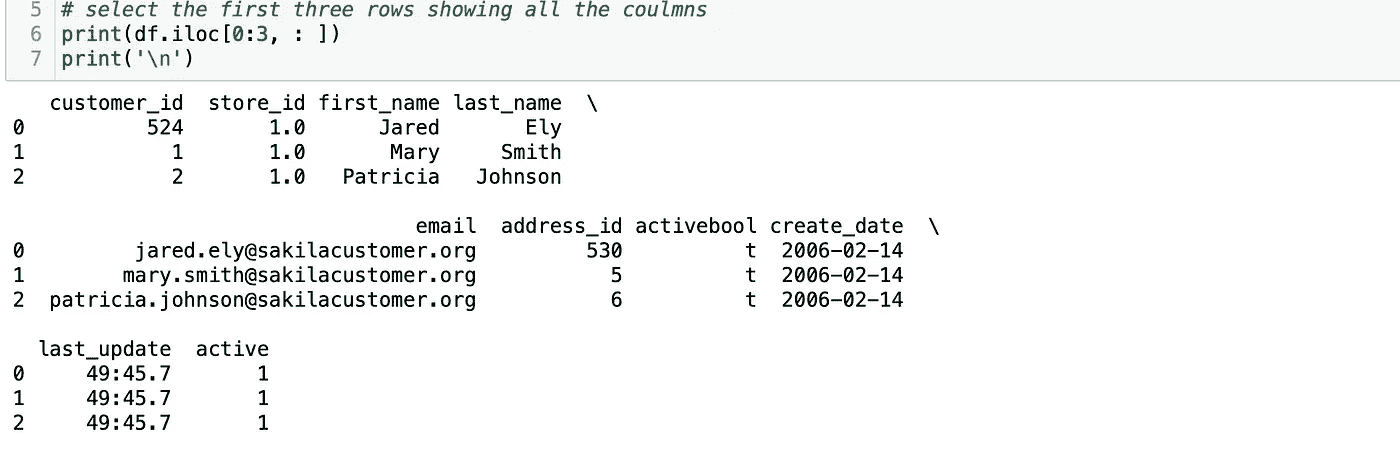 5 # select the first three rows showing all the coulmns
6 print(df.iloc[0:3, : ])
7 print('\n')
customer_id store_id first_name last_name \
0 524 1.0 Jared Ely
1 1 1.0 Mary Smith
2 2 1.0 Patricia Johnson
email address_id activebool create_date \
0 jared.ely@sakilacustomer.org 530 t 2006-02-14
1 mary.smith@sakilacustomer.org 5 t 2006-02-14
2 patricia.johnson@sakilacustomer.org 6 t 2006-02-14
last_update active
0 49:45.7 1
1 49:45.7 1
2 49:45.7 1